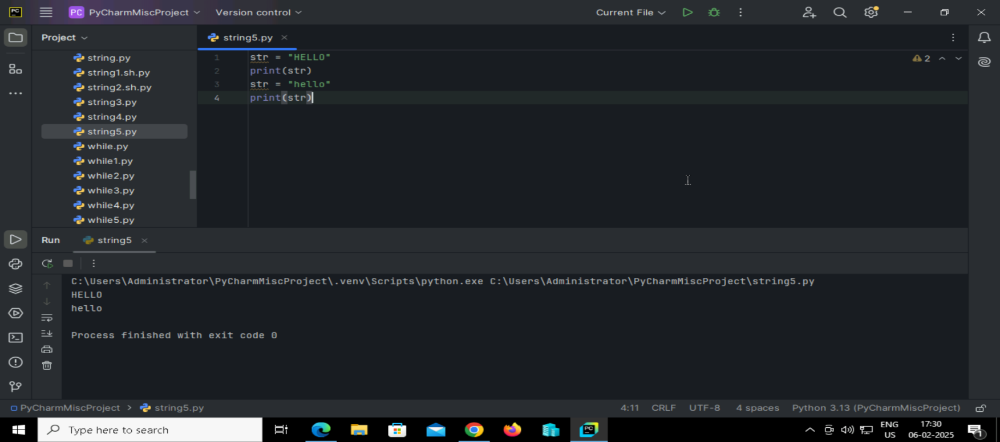 PC PyCharmMiscProject Version control Current File
Project
string5.py
string.py
string1.sh.py
string2.sh.py
string3.py
string4.py
string5.py
while.py
while1.py
while2.py
while3.py
while4.py
while5.py
1 str = "HELLO"
2 print(str)
3 str = "hello"
4 print(str)
2
Run string5
C:\Users\Administrator\PyCharmMiscProject\.venv\Scripts\python.exe C:\Users\Administrator\PyCharmMiscProject\string5.py
HELLO
hello
Process finished with exit code 0
PyCharmMiscProject > string5.py 4:11 CRLF UTF-8 4 spaces Python 3.13 (PyCharmMiscProject)
Type here to search
PC
ENG
US
17:30
06-02-2025
1